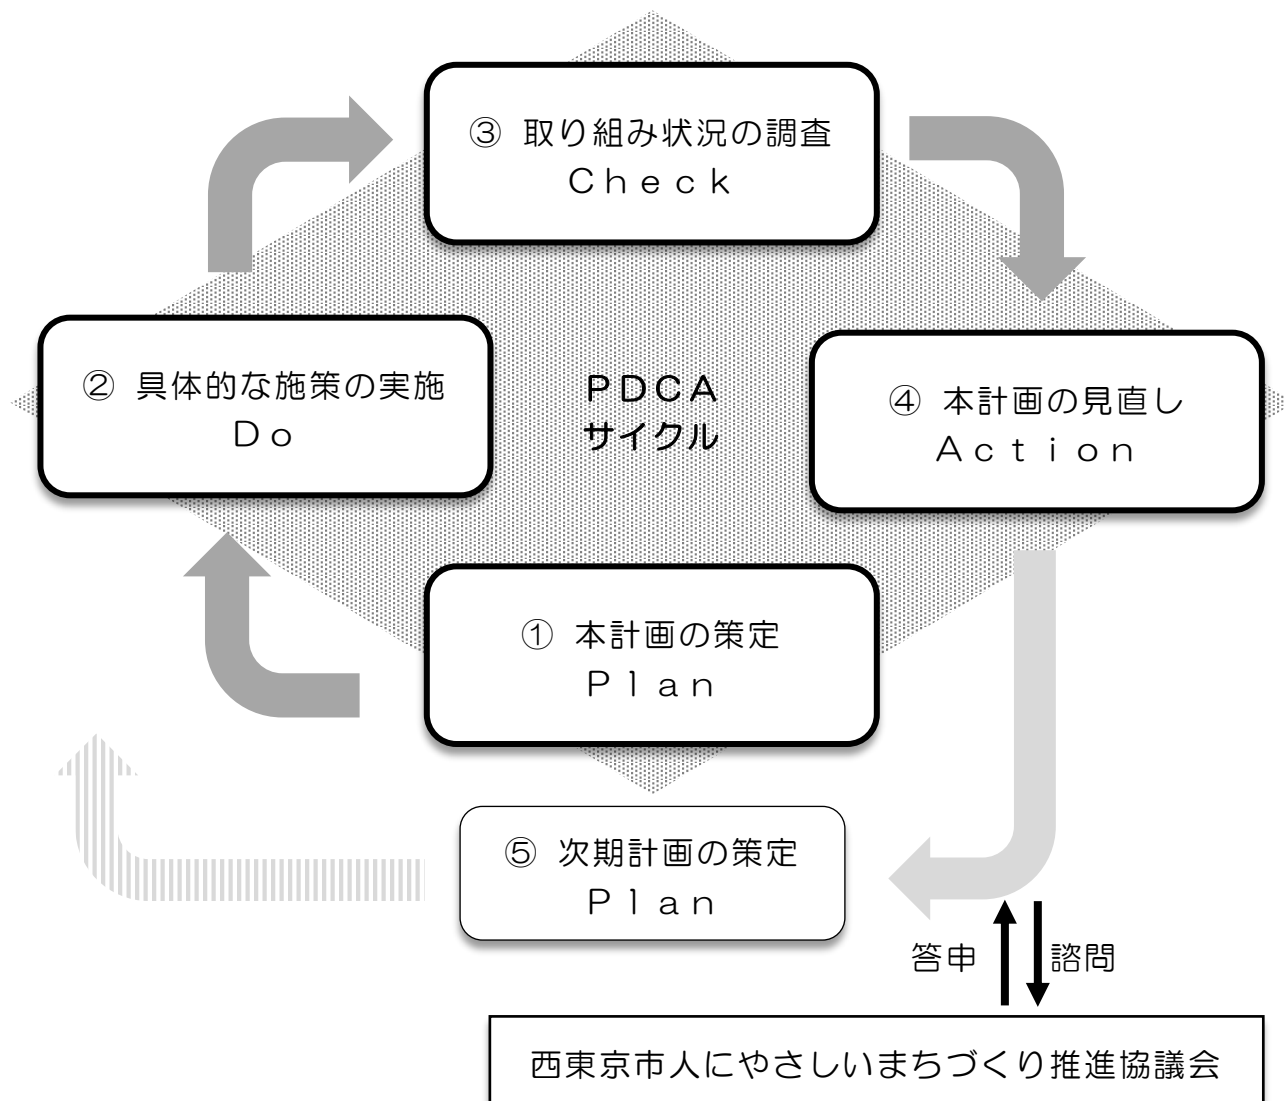 ③ 取り組み状況の調査
Ｃｈｅｃｋ
② 具体的な施策の実施
Ｄｏ
ＰＤＣＡ
サイクル
④ 本計画の見直し
Ａｃｔｉｏｎ
① 本計画の策定
Ｐｌａｎ
⑤ 次期計画の策定
Ｐｌａｎ
答申
諮問
西東京市人にやさしいまちづくり推進協議会